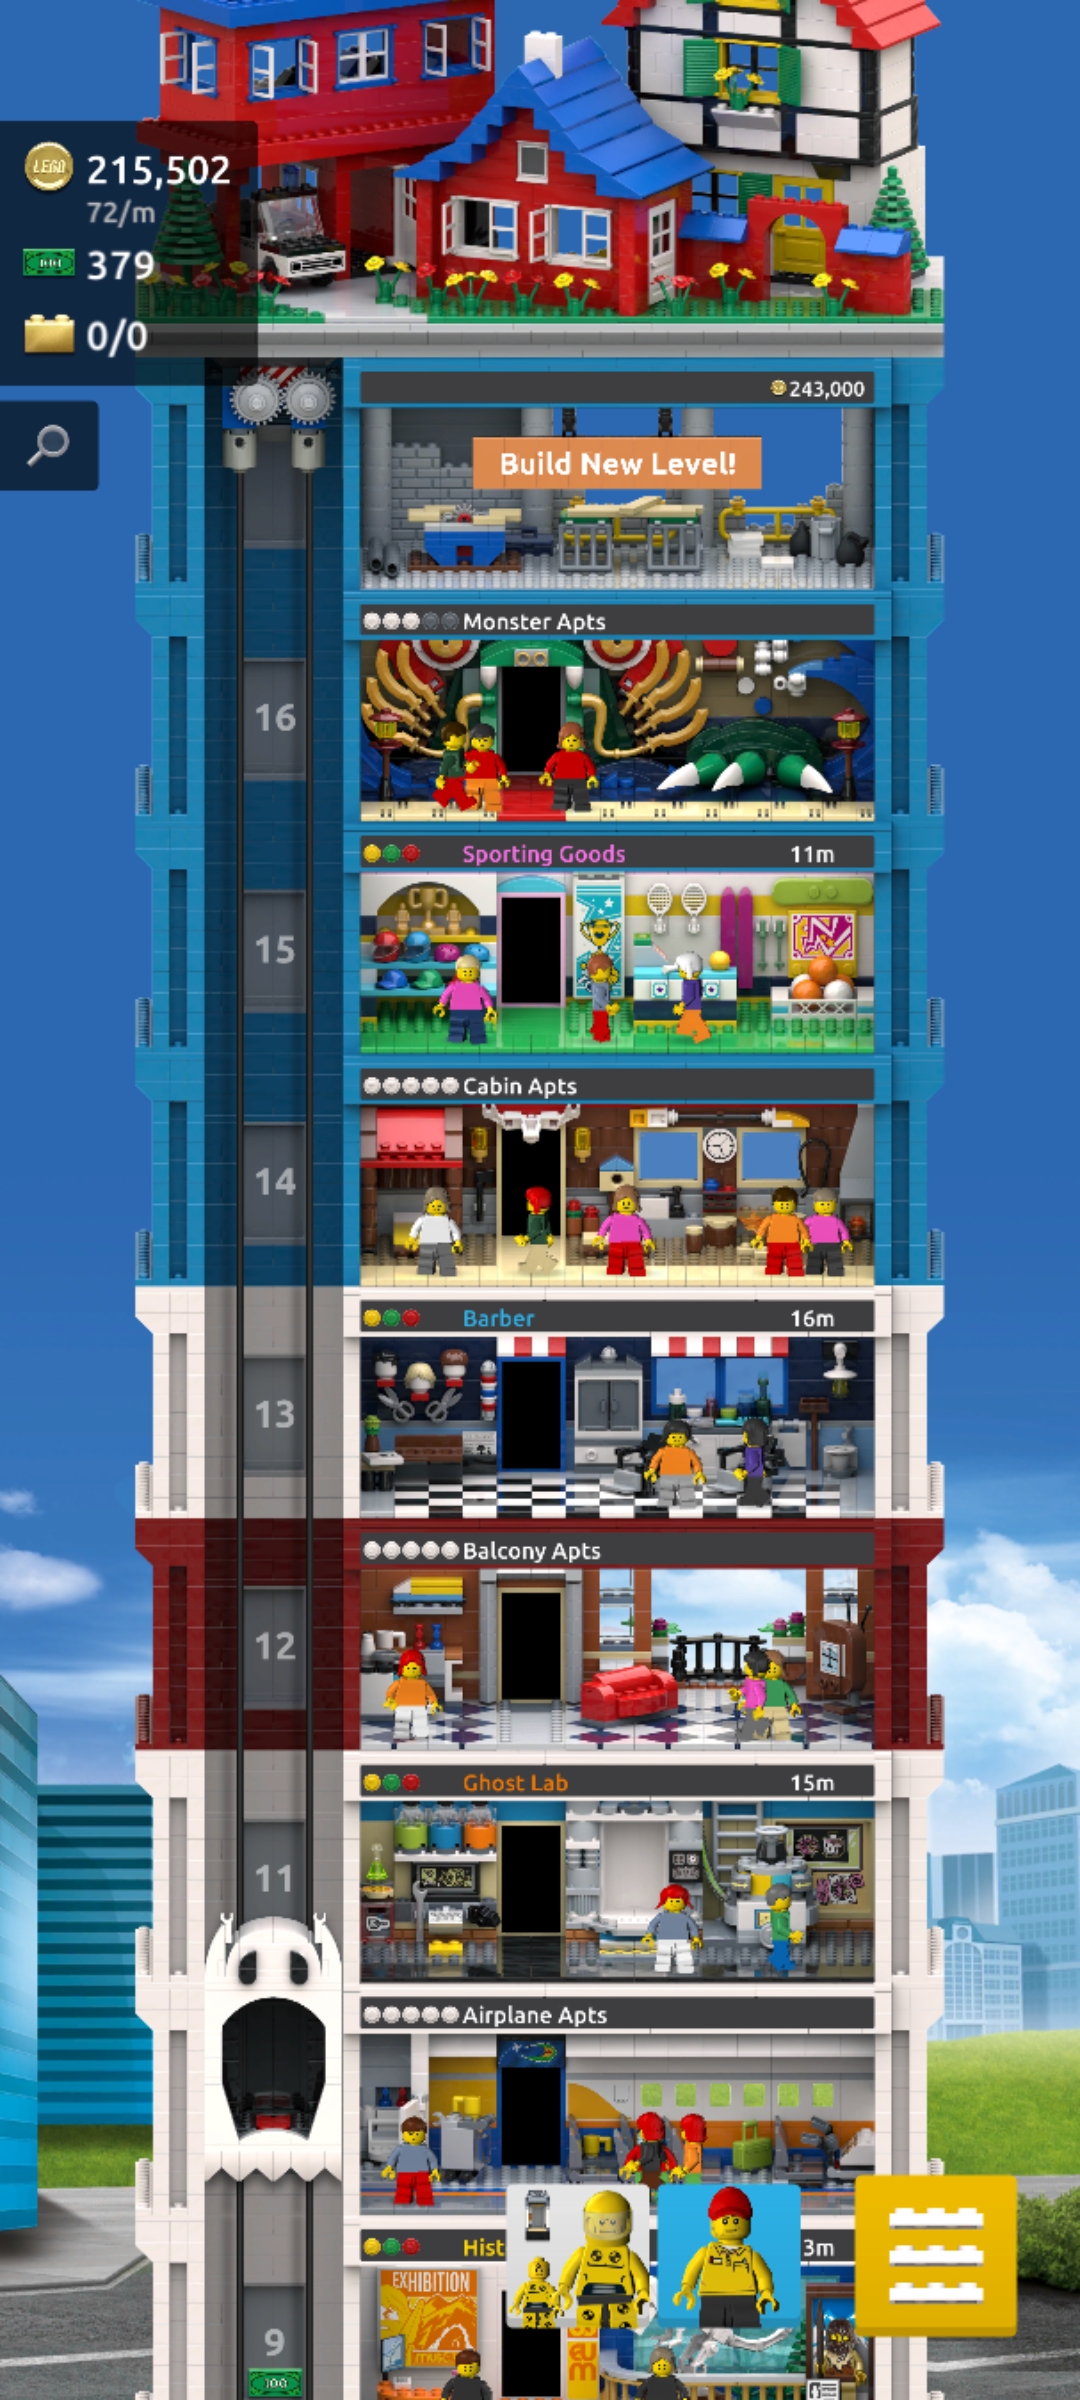 LEGO
215,502
72/m
379
0/0
243,000
Build New Level!
Monster Apts
16
Sporting Goods
11m
15
Cabin Apts
14
Barber
16m
13
Balcony Apts
12
Ghost Lab
15m
11
Airplane Apts
Hist
3m
EXHIBITION
9
100